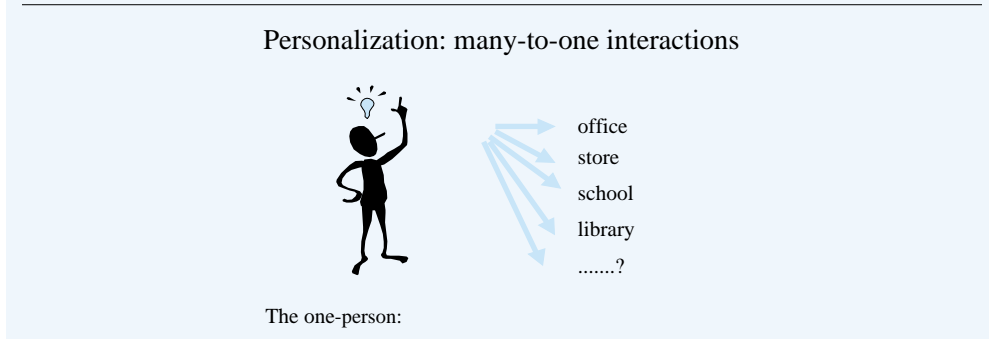 Personalization: many-to-one interactions
office
store
school
library
.......?
The one-person: